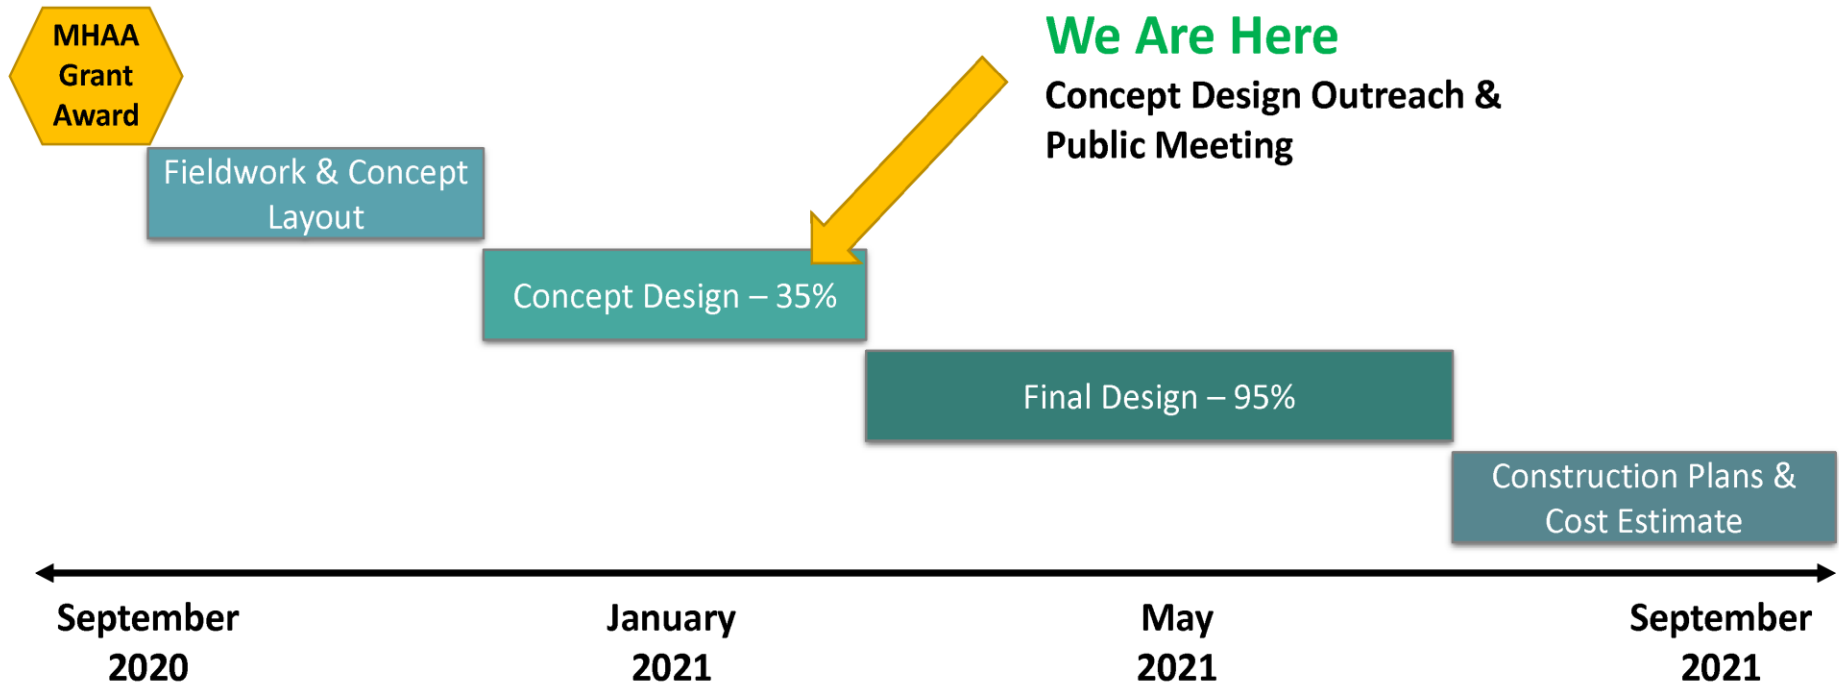 MHAA
Grant
Award
We Are Here
Concept Design Outreach &
Public Meeting
Fieldwork & Concept
Layout
Concept Design – 35%
Final Design – 95%
Construction Plans &
Cost Estimate
September
2020
January
2021
May
2021
September
2021